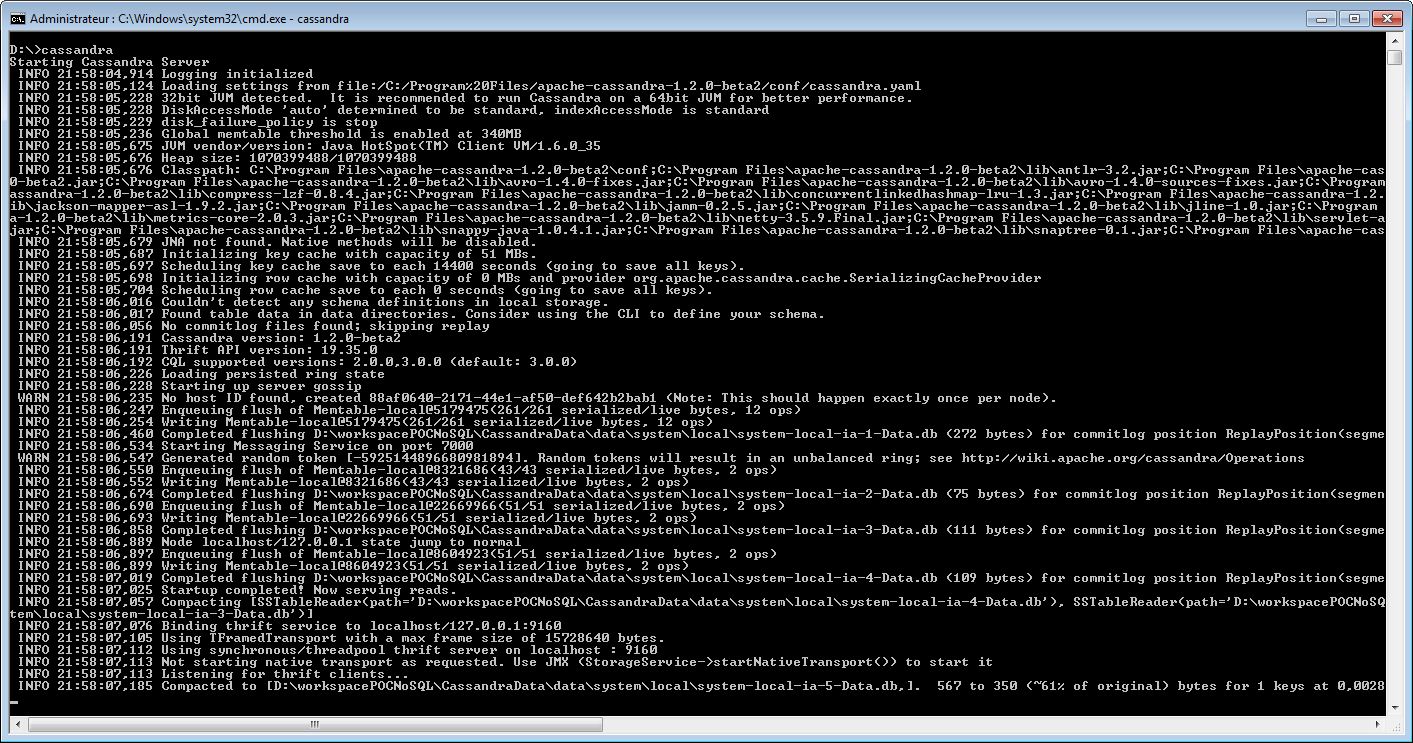 Administrateur : C:\Windows\system32\cmd.exe - cassandra
D:\>cassandra
Starting Cassandra Server
INFO 21:58:04,914 Logging initialized
INFO 21:58:05,124 Loading settings from file:/C:/Program%20Files/apache-cassandra-1.2.0-beta2/conf/cassandra.yaml
INFO 21:58:05,228 32bit JVM detected.  It is recommended to run Cassandra on a 64bit JVM for better performance.
INFO 21:58:05,228 DiskAccessMode 'auto' determined to be standard, indexAccessMode is standard
INFO 21:58:05,229 disk_failure_policy is stop
INFO 21:58:05,236 Global memtable threshold is enabled at 340MB
INFO 21:58:05,675 JVM vendor/version: Java HotSpot(TM) Client VM/1.6.0_35
INFO 21:58:05,676 Heap size: 1070399488/1070399488
INFO 21:58:05,676 Classpath: C:\Program Files\apache-cassandra-1.2.0-beta2\conf;C:\Program Files\apache-cassandra-1.2.0-beta2\lib\antlr-3.2.jar;C:\Program Files\apache-cas
0-beta2.jar;C:\Program Files\apache-cassandra-1.2.0-beta2\lib\avro-1.4.0-fixes.jar;C:\Program Files\apache-cassandra-1.2.0-beta2\lib\avro-1.4.0-sources-fixes.jar;C:\Program
assandra-1.2.0-beta2\lib\compress-lzf-0.8.4.jar;C:\Program Files\apache-cassandra-1.2.0-beta2\lib\concurrentlinkedhashmap-lru-1.3.jar;C:\Program Files\apache-cassandra-1.2.
lib\jackson-mapper-asl-1.9.2.jar;C:\Program Files\apache-cassandra-1.2.0-beta2\lib\jamm-0.2.5.jar;C:\Program Files\apache-cassandra-1.2.0-beta2\lib\jline-1.0.jar;C:\Program
a-1.2.0-beta2\lib\metrics-core-2.0.3.jar;C:\Program Files\apache-cassandra-1.2.0-beta2\lib\netty-3.5.9.Final.jar;C:\Program Files\apache-cassandra-1.2.0-beta2\lib\servlet-a
jar;C:\Program Files\apache-cassandra-1.2.0-beta2\lib\snappy-java-1.0.4.1.jar;C:\Program Files\apache-cassandra-1.2.0-beta2\lib\snaptree-0.1.jar;C:\Program Files\apache-cas
INFO 21:58:05,679 JNA not found. Native methods will be disabled.
INFO 21:58:05,687 Initializing key cache with capacity of 51 MBs.
INFO 21:58:05,697 Scheduling key cache save to each 14400 seconds (going to save all keys).
INFO 21:58:05,698 Initializing row cache with capacity of 0 MBs and provider org.apache.cassandra.cache.SerializingCacheProvider
INFO 21:58:05,704 Scheduling row cache save to each 0 seconds (going to save all keys).
INFO 21:58:06,016 Couldn't detect any schema definitions in local storage.
INFO 21:58:06,017 Found table data in data directories. Consider using the CLI to define your schema.
INFO 21:58:06,056 No commitlog files found; skipping replay
INFO 21:58:06,191 Cassandra version: 1.2.0-beta2
INFO 21:58:06,191 Thrift API version: 19.35.0
INFO 21:58:06,192 CQL supported versions: 2.0.0,3.0.0 (default: 3.0.0)
INFO 21:58:06,226 Loading persisted ring state
INFO 21:58:06,228 Starting up server gossip
WARN 21:58:06,235 No host ID found, created 88af0640-2171-44e1-af50-def642b2bab1 (Note: This should happen exactly once per node).
INFO 21:58:06,247 Enqueuing flush of Memtable-local@5179475(261/261 serialized/live bytes, 12 ops)
INFO 21:58:06,254 Writing Memtable-local@5179475(261/261 serialized/live bytes, 12 ops)
INFO 21:58:06,460 Completed flushing D:\workspacePOCNoSQL\CassandraData\data\system\local\system-local-ia-1-Data.db (272 bytes) for commitlog position ReplayPosition(segme
INFO 21:58:06,534 Starting Messaging Service on port 7000
WARN 21:58:06,547 Generated random token [-5925144896680981894]. Random tokens will result in an unbalanced ring; see http://wiki.apache.org/cassandra/Operations
INFO 21:58:06,550 Enqueuing flush of Memtable-local@8321686(43/43 serialized/live bytes, 2 ops)
INFO 21:58:06,552 Writing Memtable-local@8321686(43/43 serialized/live bytes, 2 ops)
INFO 21:58:06,674 Completed flushing D:\workspacePOCNoSQL\CassandraData\data\system\local\system-local-ia-2-Data.db (75 bytes) for commitlog position ReplayPosition(segmen
INFO 21:58:06,690 Enqueuing flush of Memtable-local@22669966(51/51 serialized/live bytes, 2 ops)
INFO 21:58:06,693 Writing Memtable-local@22669966(51/51 serialized/live bytes, 2 ops)
INFO 21:58:06,858 Completed flushing D:\workspacePOCNoSQL\CassandraData\data\system\local\system-local-ia-3-Data.db (111 bytes) for commitlog position ReplayPosition(segme
INFO 21:58:06,889 Node localhost/127.0.0.1 state jump to normal
INFO 21:58:06,897 Enqueuing flush of Memtable-local@8604923(51/51 serialized/live bytes, 2 ops)
INFO 21:58:06,899 Writing Memtable-local@8604923(51/51 serialized/live bytes, 2 ops)
INFO 21:58:07,019 Completed flushing D:\workspacePOCNoSQL\CassandraData\data\system\local\system-local-ia-4-Data.db (109 bytes) for commitlog position ReplayPosition(segme
INFO 21:58:07,025 Startup completed! Now serving reads.
INFO 21:58:07,057 Compacting [SSTableReader(path='D:\workspacePOCNoSQL\CassandraData\data\system\local\system-local-ia-4-Data.db'), SSTableReader(path='D:\workspacePOCNoSQ
tem\local\system-local-ia-3-Data.db')]
INFO 21:58:07,076 Binding thrift service to localhost/127.0.0.1:9160
INFO 21:58:07,105 Using TFramedTransport with a max frame size of 15728640 bytes.
INFO 21:58:07,112 Using synchronous/threadpool thrift server on localhost : 9160
INFO 21:58:07,113 Not starting native transport as requested. Use JMX (StorageService->startNativeTransport()) to start it
INFO 21:58:07,113 Listening for thrift clients...
INFO 21:58:07,185 Compacted to [D:\workspacePOCNoSQL\CassandraData\data\system\local\system-local-ia-5-Data.db,].  567 to 350 (~61% of original) bytes for 1 keys at 0,0028